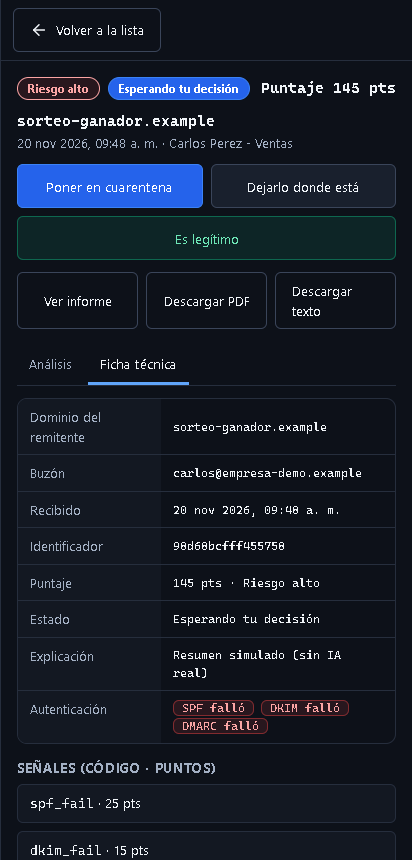 ← Volver a la lista
Riesgo alto Esperando tu decisión Puntaje 145 pts
sorteo-ganador.example
20 nov 2026, 09:48 a. m. · Carlos Perez - Ventas
Poner en cuarentena Dejarlo donde está
Es legítimo
Ver informe Descargar PDF Descargar
texto
Análisis Ficha técnica
Dominio del
remitente
sorteo-ganador.example
Buzón carlos@empresa-demo.example
Recibido 20 nov 2026, 09:48 a. m.
Identificador 90d60bcfff455750
Puntaje 145 pts · Riesgo alto
Estado Esperando tu decisión
Explicación Resumen simulado (sin IA
real)
Autenticación SPF falló DKIM falló
DMARC falló
SEÑALES (CÓDIGO · PUNTOS)
spf_fail · 25 pts
dkim_fail · 15 pts